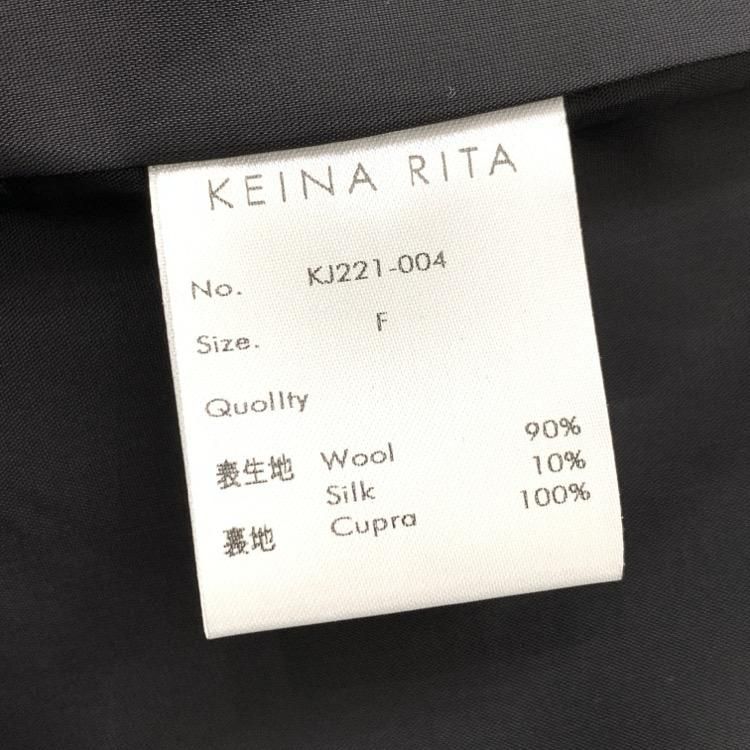 KEINA RITA
No. KJ221-004
Size. F
Quollty
表生地 Wool 90%
Silk 10%
裏地 Cupra 100%